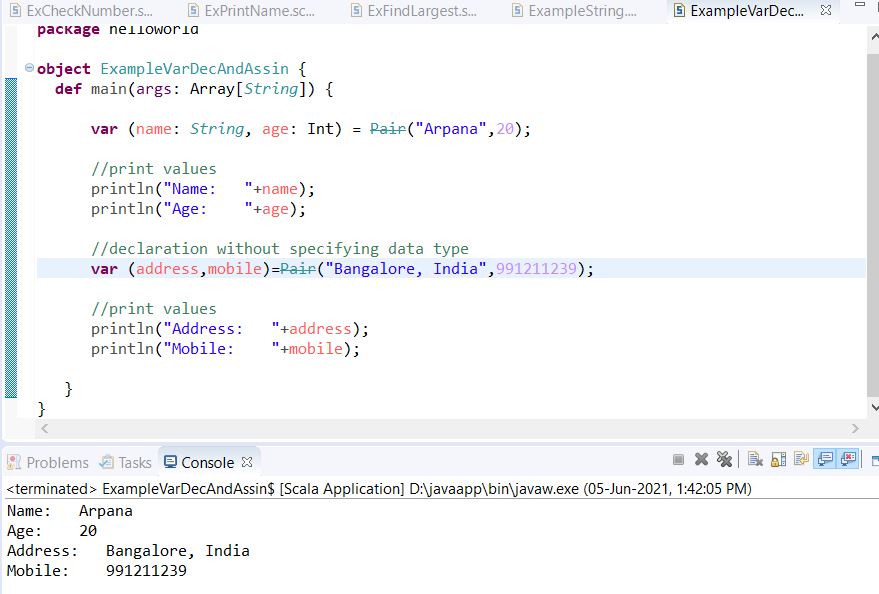 ExCheckNumber.s... ExPrintName.sc... ExFindLargest.s... ExampleString.... ExampleVarDec...
package helloworld
object ExampleVarDecAndAssin {
def main(args: Array[String]) {
var (name: String, age: Int) = Pair("Arpana",20);
//print values
println("Name:   "+name);
println("Age:    "+age);
//declaration without specifying data type
var (address,mobile)=Pair("Bangalore, India",991211239);
//print values
println("Address:   "+address);
println("Mobile:    "+mobile);
}
}
Problems Tasks Console
<terminated> ExampleVarDecAndAssin$ [Scala Application] D:\javaapp\bin\javaw.exe (05-Jun-2021, 1:42:05 PM)
Name:   Arpana
Age:    20
Address:   Bangalore, India
Mobile:    991211239